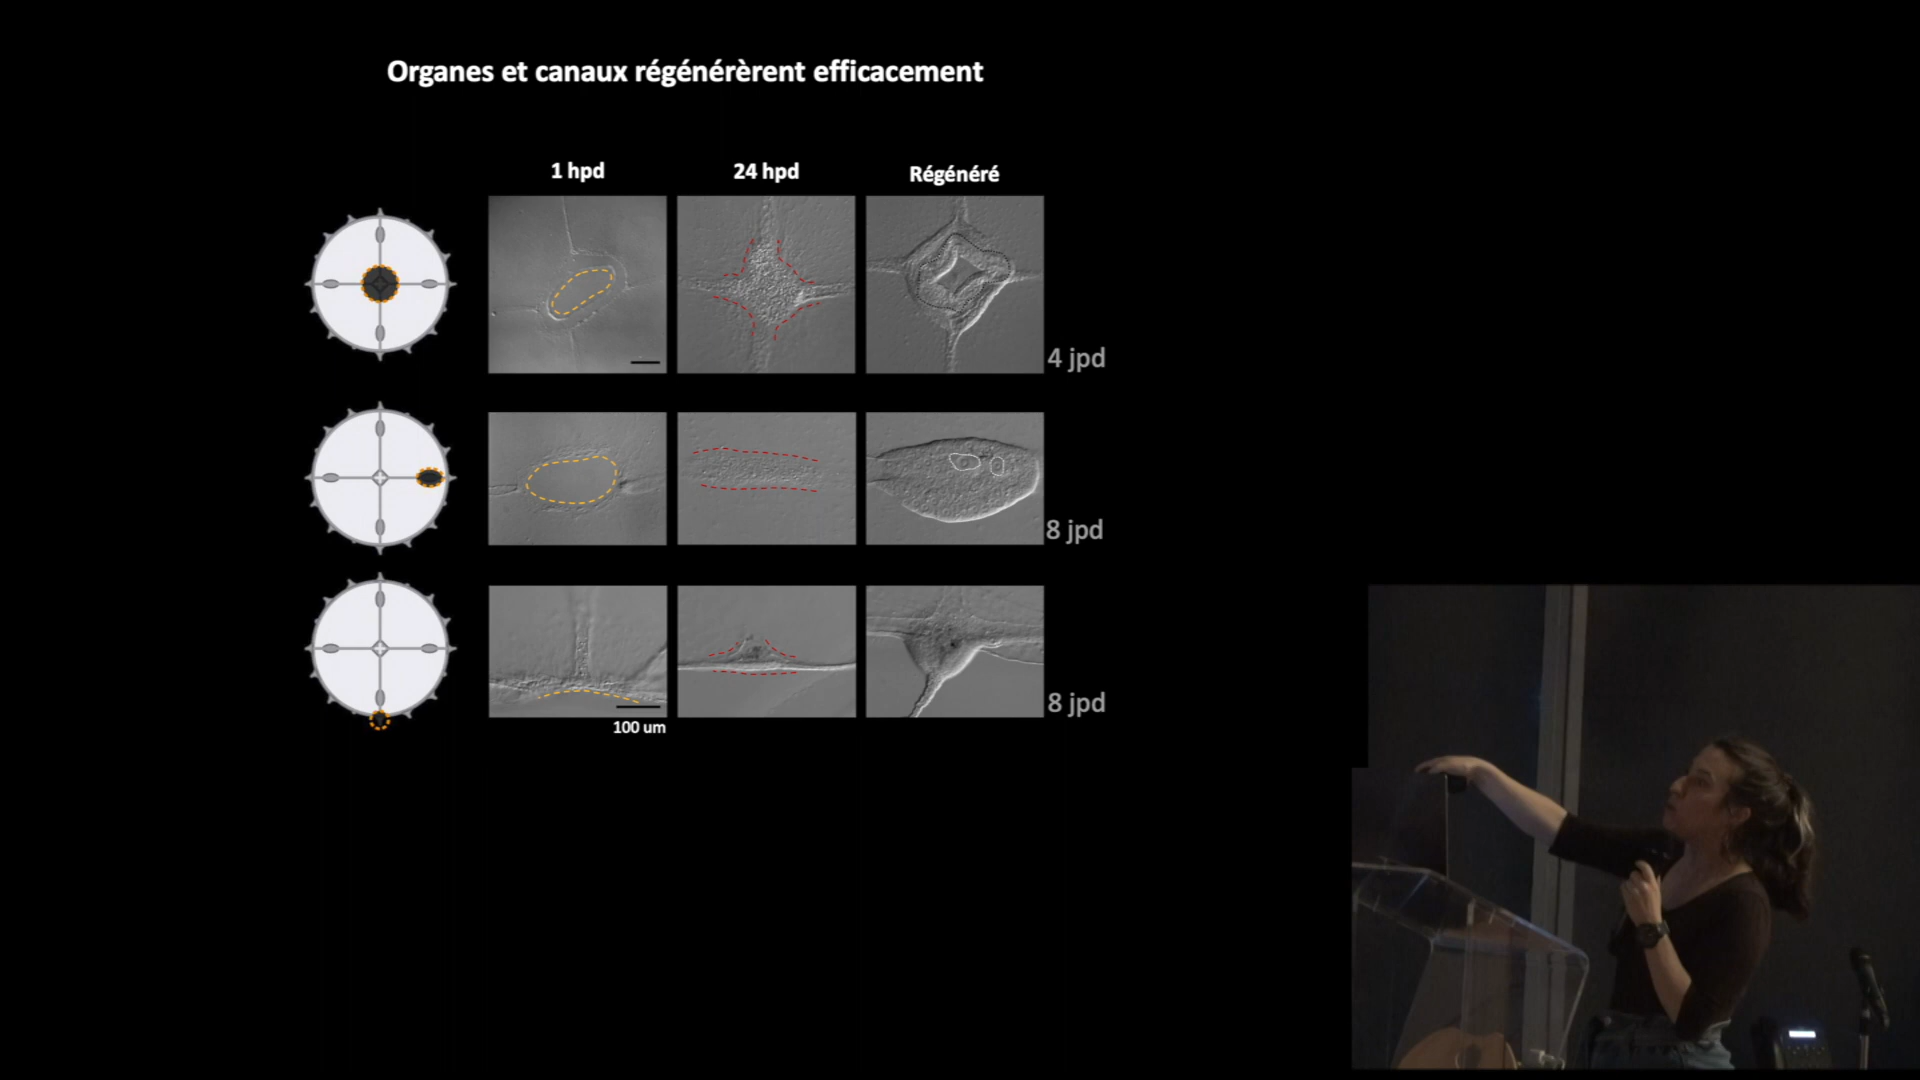 Organes et canaux régénérèrent efficacement
1 hpd
24 hpd
Régénéré
4 jpd
8 jpd
8 jpd
100 um